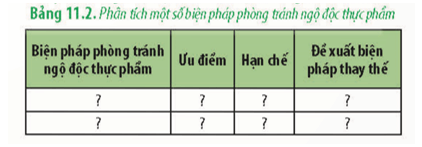 Bảng 11.2. Phân tích một số biện pháp phòng tránh ngộ độc thực phẩm
Biện pháp phòng tránh ngộ độc thực phẩm Ưu điểm Hạn chế Đề xuất biện pháp thay thế
? ? ? ?
? ? ? ?